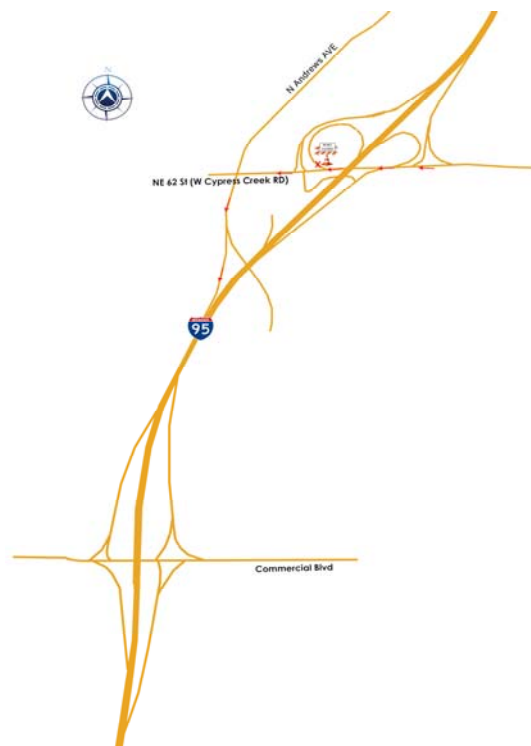 N Andrews AVE
N
NE 62 St (W Cypress Creek RD)
95
Commercial Blvd